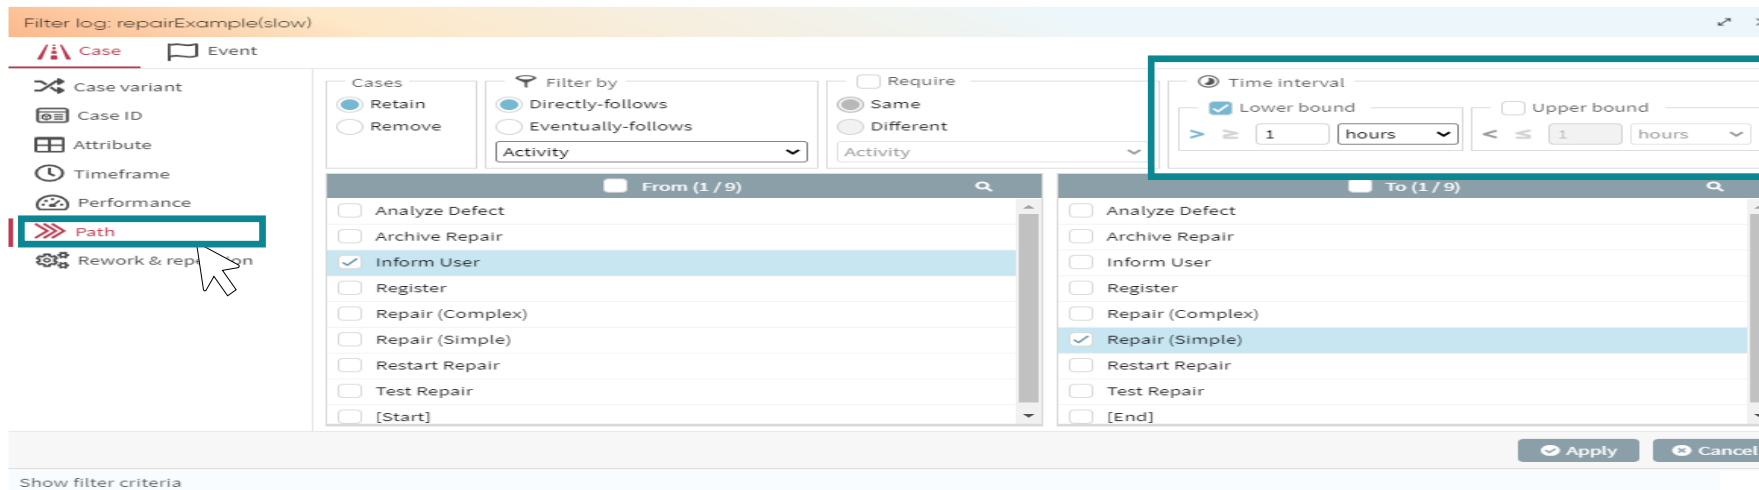 Filter log: repairExample(slow)
Case Event
Case variant
Case ID
Attribute
Timeframe
Performance
Path
Rework & rep on
Cases
Retain
Remove
Filter by
Directly-follows
Eventually-follows
Activity
Require
Same
Different
Activity
Time interval
Lower bound
> ≥ 1 hours
Upper bound
< ≤ 1 hours
From (1 / 9)
Analyze Defect
Archive Repair
Inform User
Register
Repair (Complex)
Repair (Simple)
Restart Repair
Test Repair
[Start]
To (1 / 9)
Analyze Defect
Archive Repair
Inform User
Register
Repair (Complex)
Repair (Simple)
Restart Repair
Test Repair
[End]
Apply Cancel
Show filter criteria